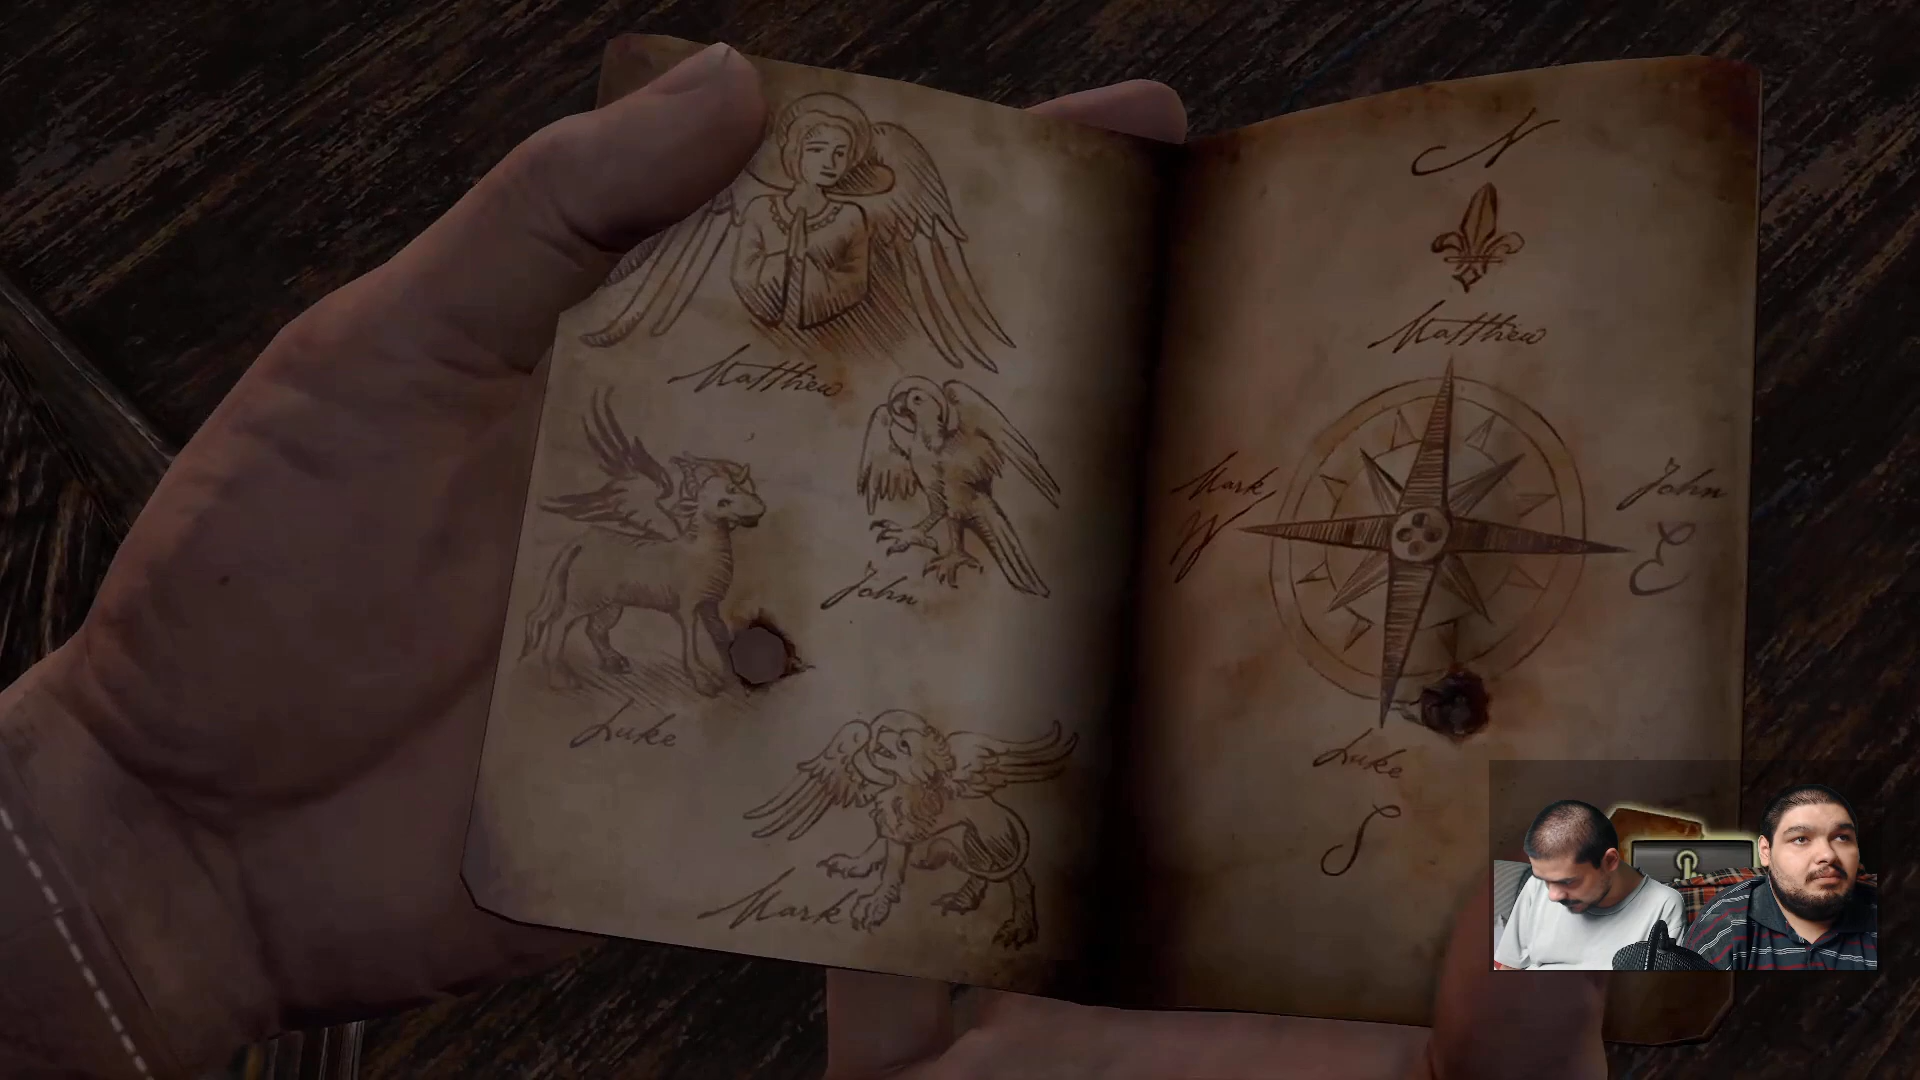 Matthew
John
Luke
Mark
N
Matthew
Mark
W
John
E
Luke
S